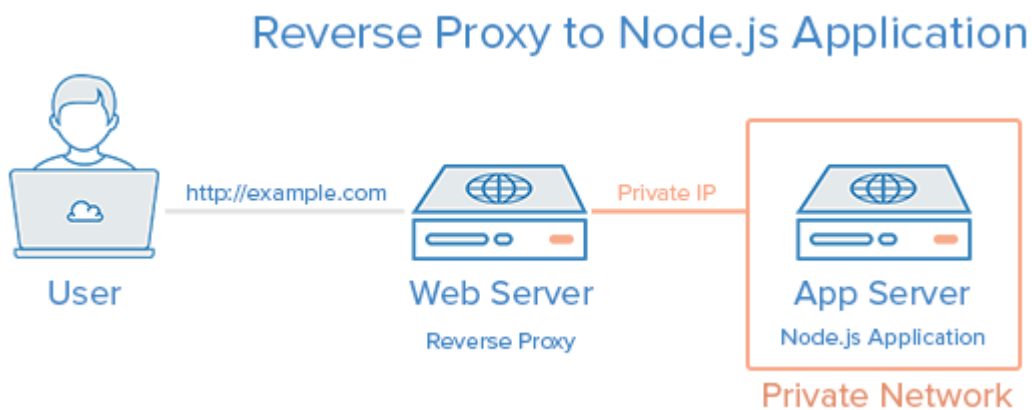 Reverse Proxy to Node.js Application
http://example.com
Private IP
User
Web Server
Reverse Proxy
App Server
Node.js Application
Private Network